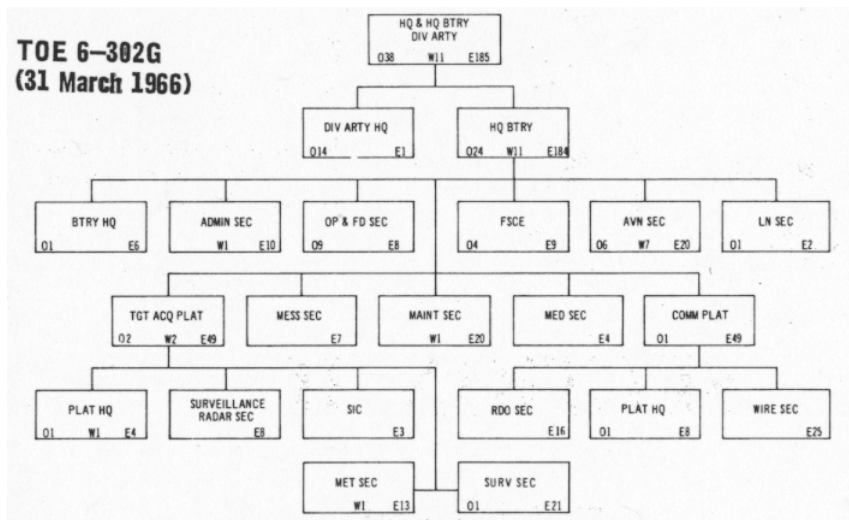 TOE 6-302G
(31 March 1966)
HQ & HQ BTRY
DIV ARTY
O38 W11 E185
DIV ARTY HQ
O14 E1
HQ BTRY
O24 W11 E184
BTRY HQ
O1 E6
ADMIN SEC
W1 E10
OP & FD SEC
O9 E8
FSCE
O4 E9
AVN SEC
O6 W7 E20
LN SEC
O1 E2
TGT ACQ PLAT
O2 W2 E49
MESS SEC
E7
MAINT SEC
W1 E20
MED SEC
E4
COMM PLAT
O1 E49
PLAT HQ
O1 W1 E4
SURVEILLANCE
RADAR SEC
E8
SIC
E3
RDO SEC
E16
PLAT HQ
O1 E8
WIRE SEC
E25
MET SEC
W1 E13
SURV SEC
O1 E21